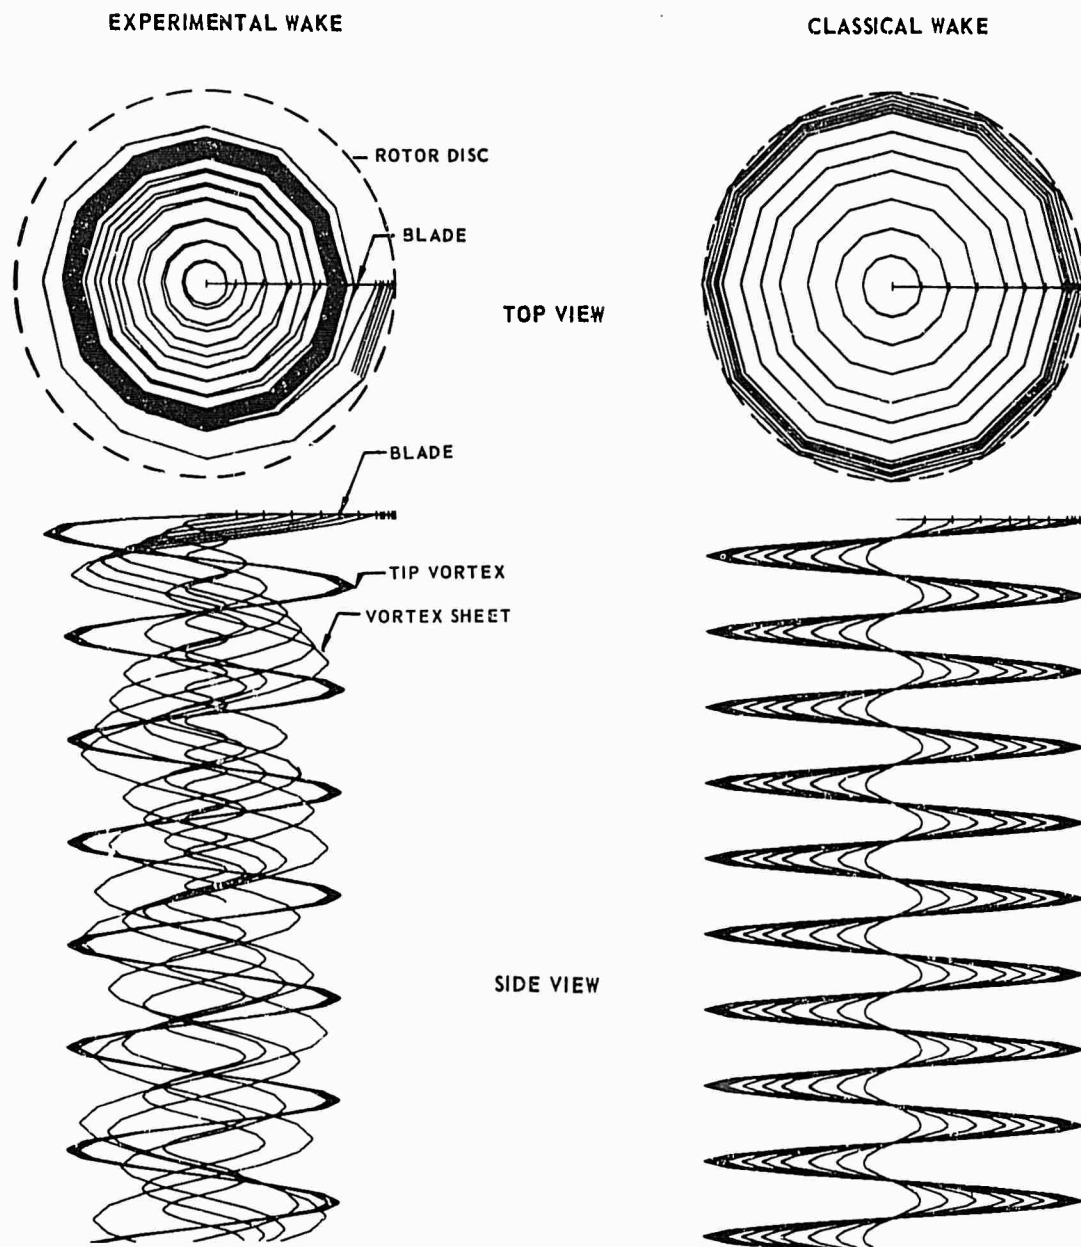 EXPERIMENTAL WAKE
CLASSICAL WAKE
ROTOR DISC
BLADE
TOP VIEW
BLADE
TIP VORTEX
VORTEX SHEET
SIDE VIEW